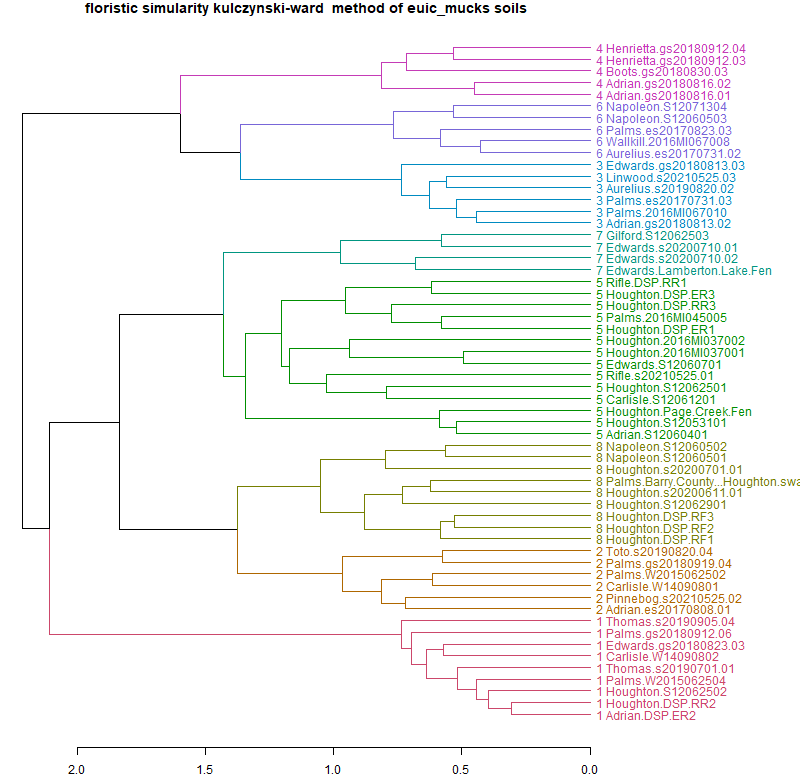 floristic simularity kulczynski-ward method of euic_mucks soils
4 Henrietta.gs20180912.04
4 Henrietta.gs20180912.03
4 Boots.gs20180830.03
4 Adrian.gs20180816.02
4 Adrian.gs20180816.01
6 Napoleon.S12071304
6 Napoleon.S12060503
6 Palms.es20170823.03
6 Wallkill.2016MI067008
6 Aurelius.es20170731.02
3 Edwards.gs20180813.03
3 Linwood.s20210525.03
3 Aurelius.s20190820.02
3 Palms.es20170731.03
3 Palms.2016MI067010
3 Adrian.gs20180813.02
7 Gilford.S12062503
7 Edwards.s20200710.01
7 Edwards.s20200710.02
7 Edwards.Lamberton.Lake.Fen
5 Rifle.DSP.RR1
5 Houghton.DSP.ER3
5 Houghton.DSP.RR3
5 Palms.2016MI045005
5 Houghton.DSP.ER1
5 Houghton.2016MI037002
5 Houghton.2016MI037001
5 Edwards.S12060701
5 Rifle.s20210525.01
5 Houghton.S12062501
5 Carlisle.S12061201
5 Houghton.Page.Creek.Fen
5 Houghton.S12053101
5 Adrian.S12060401
8 Napoleon.S12060502
8 Napoleon.S12060501
8 Houghton.s20200701.01
8 Palms.Barry.County...Houghton.swa
8 Houghton.s20200611.01
8 Houghton.S12062901
8 Houghton.DSP.RF3
8 Houghton.DSP.RF2
8 Houghton.DSP.RF1
2 Toto.s20190820.04
2 Palms.gs20180919.04
2 Palms.W2015062502
2 Carlisle.W14090801
2 Pinnebog.s20210525.02
2 Adrian.es20170808.01
1 Thomas.s20190905.04
1 Palms.gs20180912.06
1 Edwards.gs20180823.03
1 Carlisle.W14090802
1 Thomas.s20190701.01
1 Palms.W2015062504
1 Houghton.S12062502
1 Houghton.DSP.RR2
1 Adrian.DSP.ER2
2.0 1.5 1.0 0.5 0.0